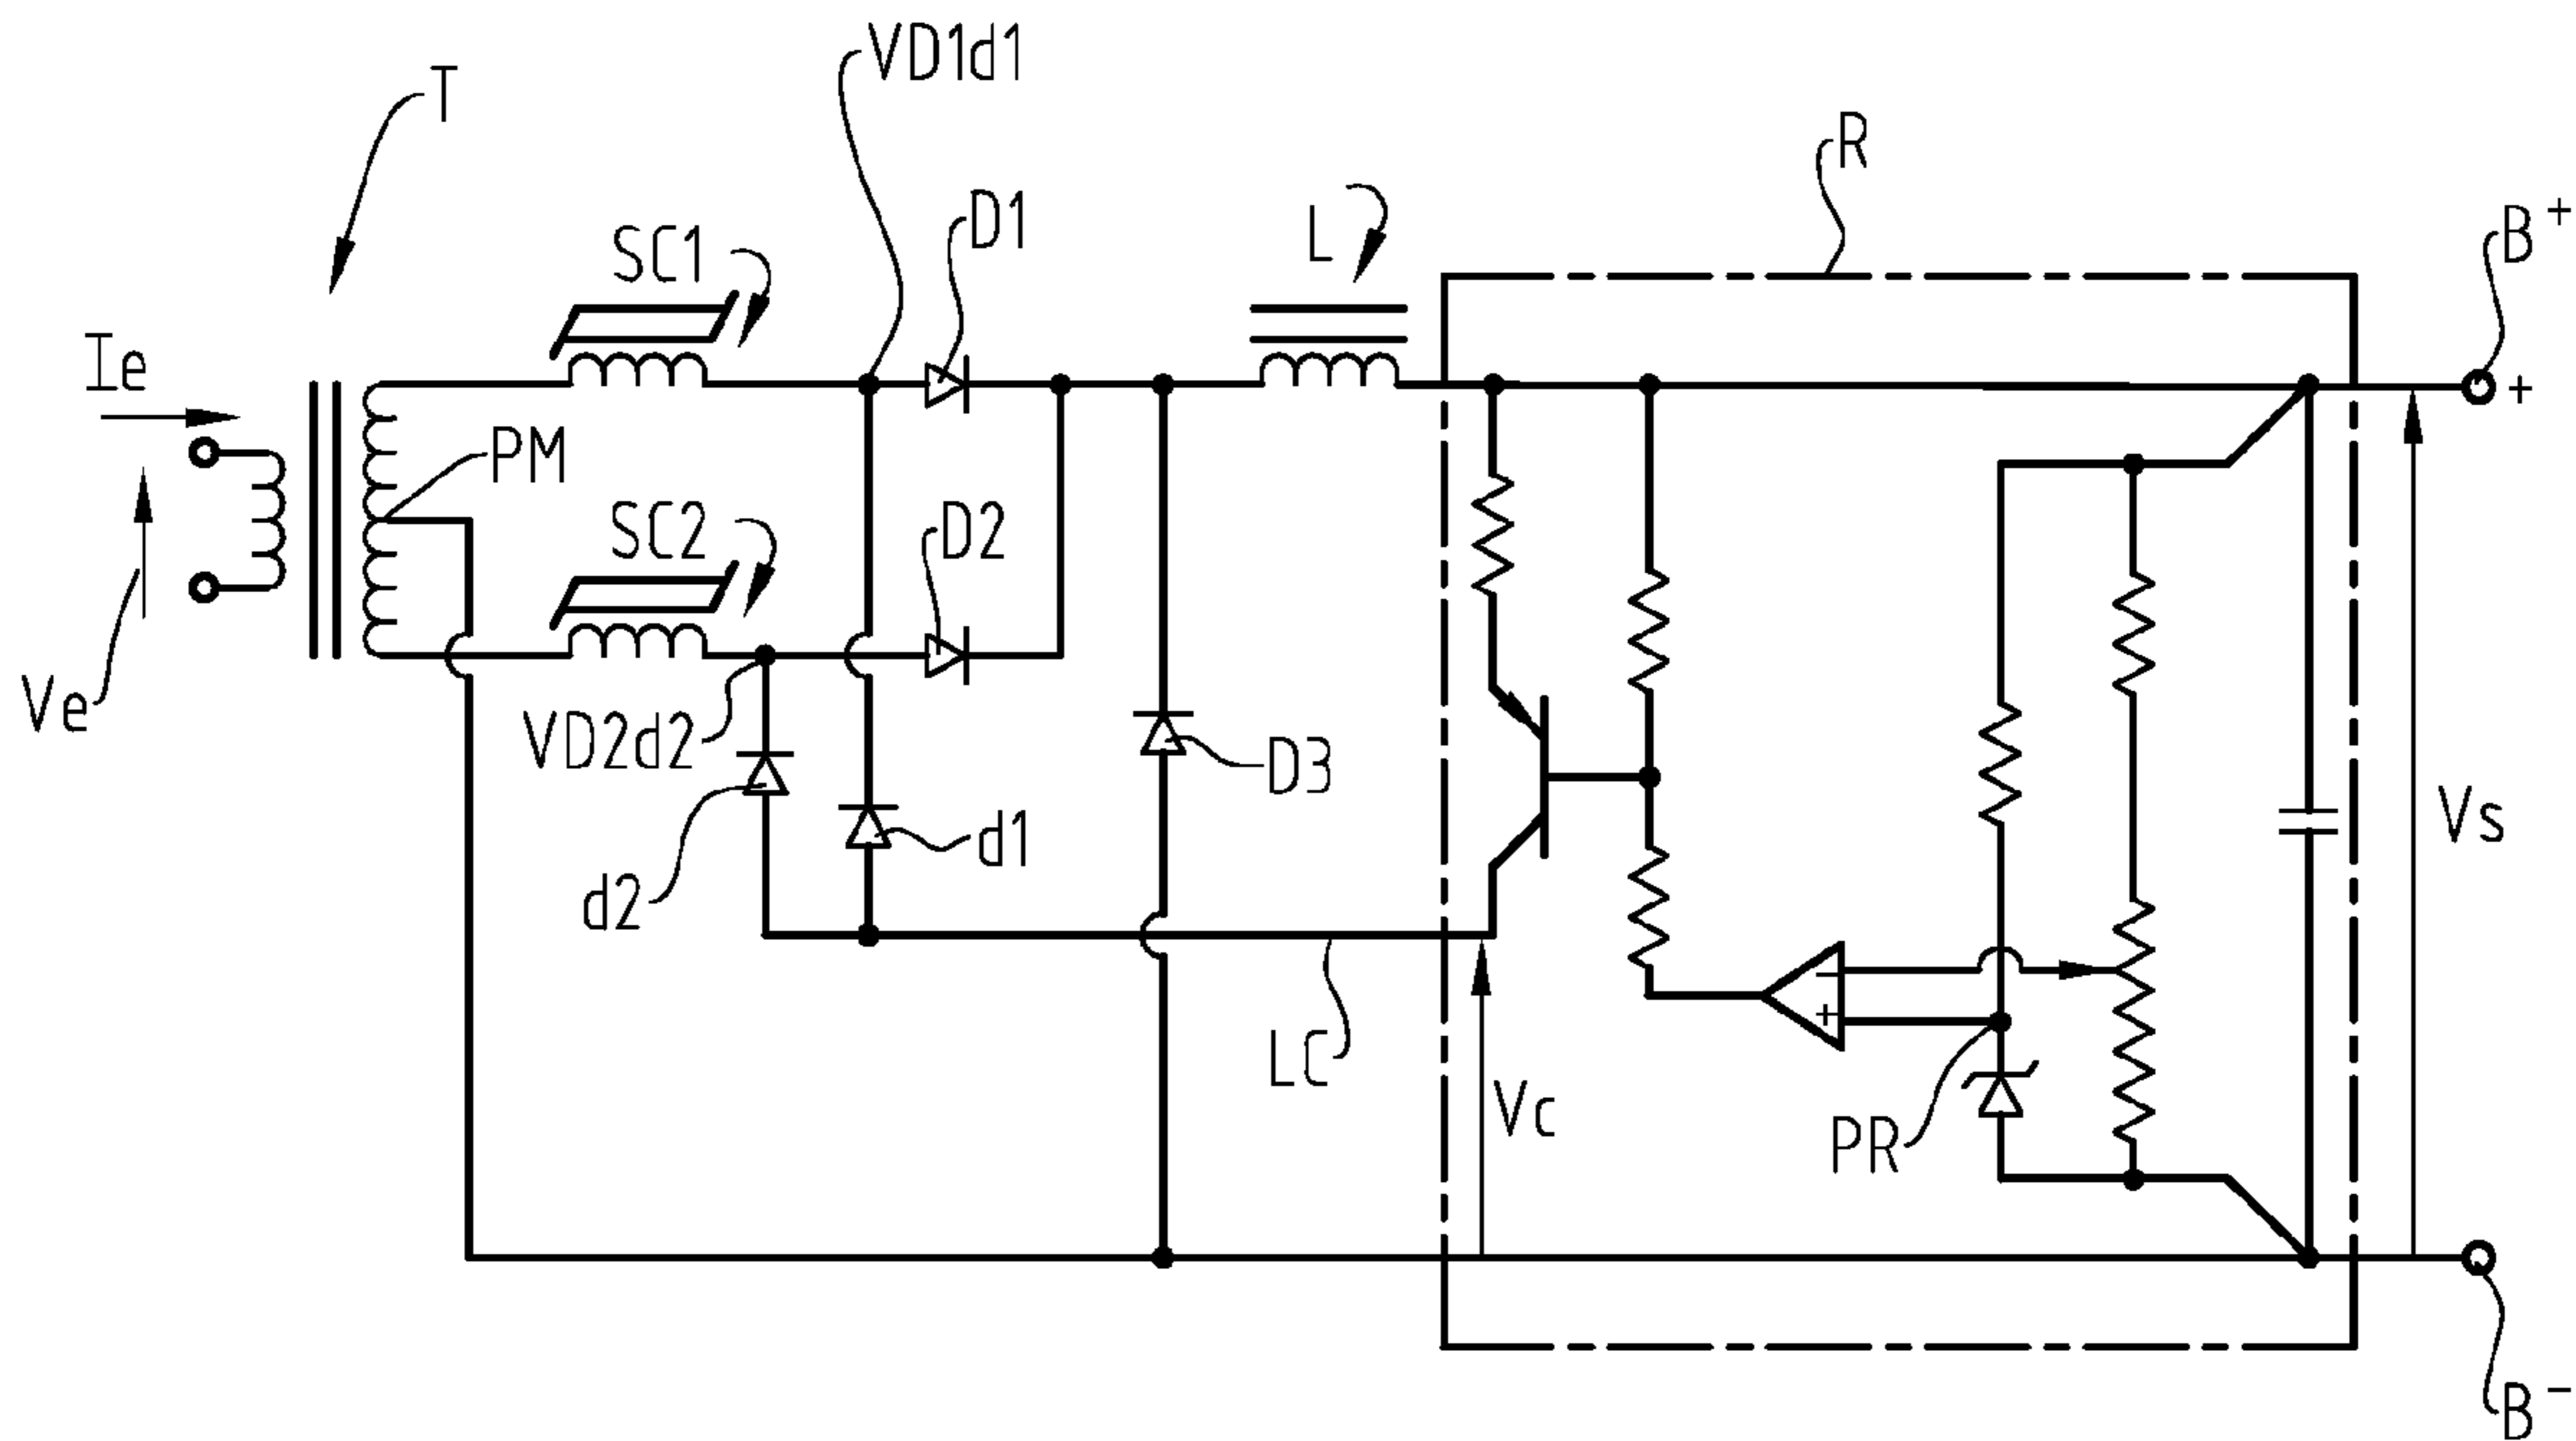 VD1d1
T
R
D1
B+
SC1
L
Ie
+
PM
SC2
D2
Ve
VD2d2
D3
Vs
d1
d2
−
+
LC
Vc
PR
B−